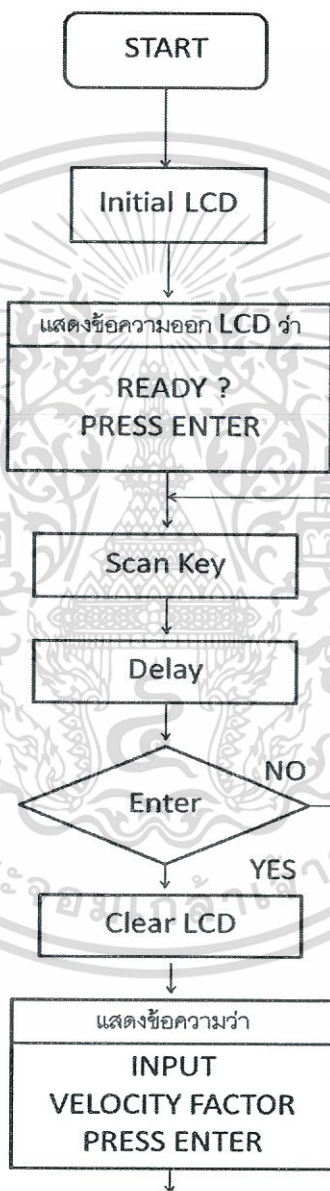 START
Initial LCD
แสดงข้อความออก LCD ว่า
READY ?
PRESS ENTER
Scan Key
Delay
Enter
NO
YES
Clear LCD
แสดงข้อความว่า
INPUT
VELOCITY FACTOR
PRESS ENTER